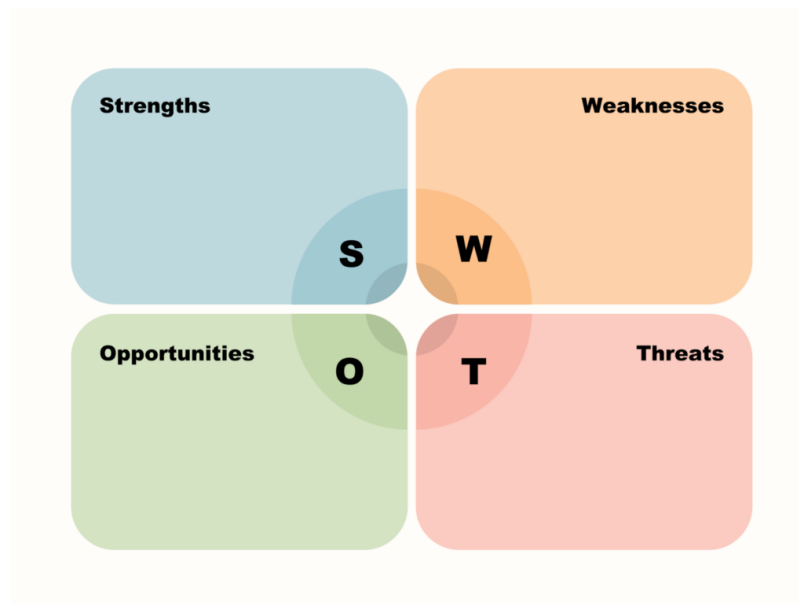 Strengths
Weaknesses
S
W
Opportunities
Threats
O
T